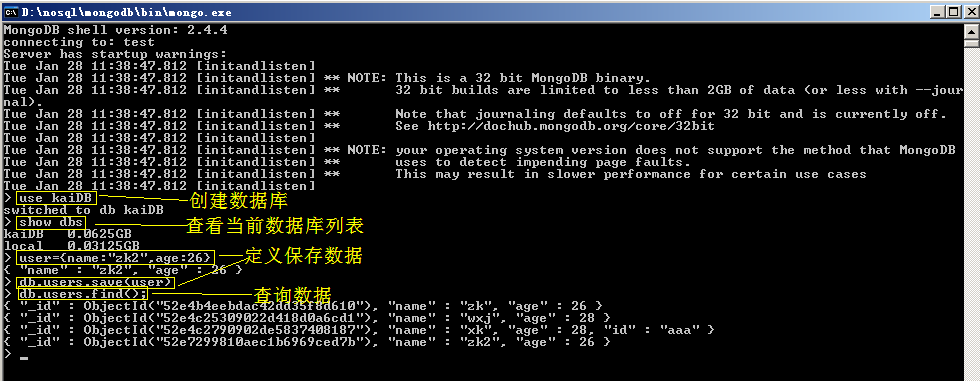 D:\nosql\mongodb\bin\mongo.exe
MongoDB shell version: 2.4.4
connecting to: test
Server has startup warnings:
Tue Jan 28 11:38:47.812 [initandlisten]
Tue Jan 28 11:38:47.812 [initandlisten] ** NOTE: This is a 32 bit MongoDB binary.
Tue Jan 28 11:38:47.812 [initandlisten] **       32 bit builds are limited to less than 2GB of data (or less with --jour
nal).
Tue Jan 28 11:38:47.812 [initandlisten] **       Note that journaling defaults to off for 32 bit and is currently off.
Tue Jan 28 11:38:47.812 [initandlisten] **       See http://dochub.mongodb.org/core/32bit
Tue Jan 28 11:38:47.812 [initandlisten]
Tue Jan 28 11:38:47.812 [initandlisten] ** NOTE: your operating system version does not support the method that MongoDB
Tue Jan 28 11:38:47.812 [initandlisten] **       uses to detect impending page faults.
Tue Jan 28 11:38:47.812 [initandlisten] **       This may result in slower performance for certain use cases
Tue Jan 28 11:38:47.812 [initandlisten]
> use kaiDB 创建数据库
switched to db kaiDB
> show dbs 查看当前数据库列表
kaiDB   0.0625GB
local   0.03125GB
> user={name:"zk2",age:26} 定义保存数据
{ "name" : "zk2", "age" : 26 }
> db.users.save(user)
> db.users.find(); 查询数据
{ "_id" : ObjectId("52e4b4eebdac42dd35f8d610"), "name" : "zk", "age" : 26 }
{ "_id" : ObjectId("52e4c25309022d418d0a6cd1"), "name" : "wxj", "age" : 28 }
{ "_id" : ObjectId("52e4c2790902de5837408187"), "name" : "xk", "age" : 28, "id" : "aaa" }
{ "_id" : ObjectId("52e7299810aec1b6969ced7b"), "name" : "zk2", "age" : 26 }
> _